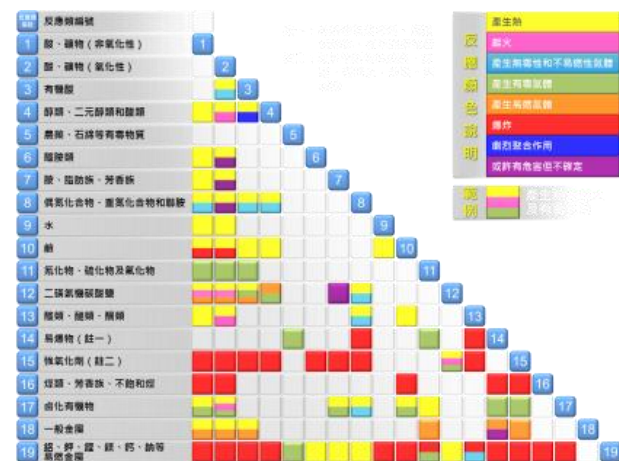 反應類編號
1 酸、礦物（非氧化性） 1
2 酸、礦物（氧化性） 2
3 有機酸 3
4 醇類、二元醇類和酸類 4
5 農藥、石綿等有毒物質 5
6 醯胺類 6
7 胺、脂肪族、芳香族 7
8 偶氮化合物、重氮化合物和聯胺 8
9 水 9
10 鹼 10
11 氰化物、硫化物及氟化物 11
12 二磺氨基碳酸鹽 12
13 酯類、醚類、酮類 13
14 易爆物（註一） 14
15 強氧化劑（註二） 15
16 烴類、芳香族、不飽和烴 16
17 鹵化有機物 17
18 一般金屬 18
19 鋁、鉀、鋰、鎂、鈣、鈉等易燃金屬 19
反應顏色說明
產生熱
起火
產生無毒性和不易燃性氣體
產生有毒氣體
產生易燃氣體
爆炸
劇烈聚合作用
或許有危害但不確定
範例